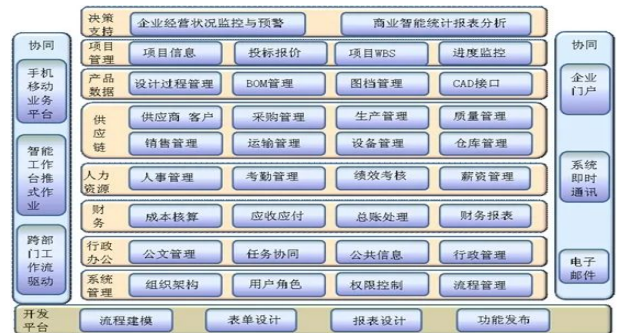 决策
支持
企业经营状况监控与预警
商业智能统计报表分析
协同
手机
移动
业务
平台
智能
工作
台推
式作
业
跨部
门工
作流
驱动
项目
管理
项目信息
投标报价
项目WBS
进度监控
产品
数据
设计过程管理
BOM管理
图档管理
CAD接口
供
应
链
供应商 客户
采购管理
生产管理
质量管理
销售管理
运输管理
设备管理
仓库管理
人力
资源
人事管理
考勤管理
绩效考核
薪资管理
财
务
成本核算
应收应付
总账处理
财务报表
行政
办公
公文管理
任务协同
公共信息
行政管理
系统
管理
组织架构
用户角色
权限控制
流程管理
协同
企业
门户
系统
即时
通讯
电子
邮件
开发
平台
流程建模
表单设计
报表设计
功能发布